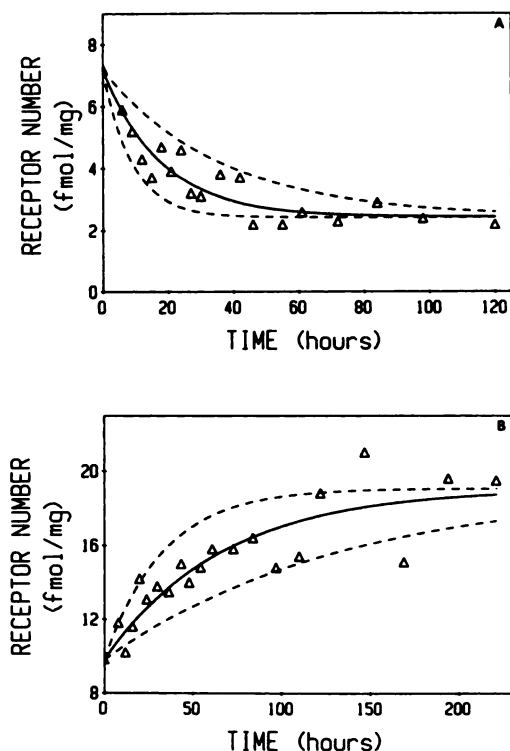 A
RECEPTOR NUMBER
(fmol/mg)
8
6
4
2
0
0 20 40 60 80 100 120
TIME (hours)
B
RECEPTOR NUMBER
(fmol/mg)
20
16
12
8
0 50 100 150 200
TIME (hours)